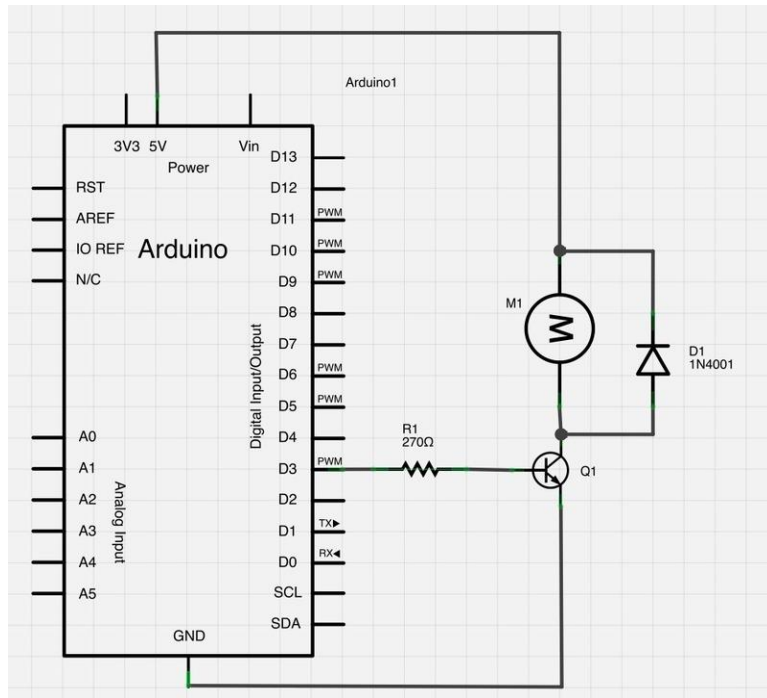 Arduino1
3V3 5V Vin
Power
D13
RST D12
AREF D11 PWM
IO REF Arduino D10 PWM
N/C D9 PWM
D8
M1
D7
D1
1N4001
D6 PWM
Digital Input/Output
D5 PWM
R1
270Ω
A0 D4
A1 D3 PWM
Q1
A2 D2
Analog Input
A3 D1 TX▶
A4 D0 RX◀
A5 SCL
SDA
GND
M